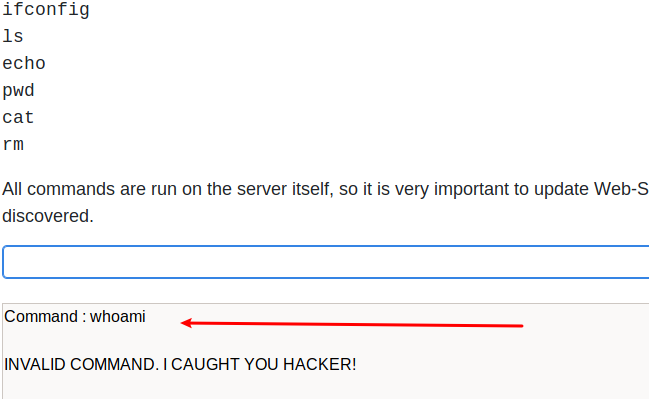 ifconfig
ls
echo
pwd
cat
rm
All commands are run on the server itself, so it is very important to update Web-S
discovered.
Command : whoami
INVALID COMMAND. I CAUGHT YOU HACKER!